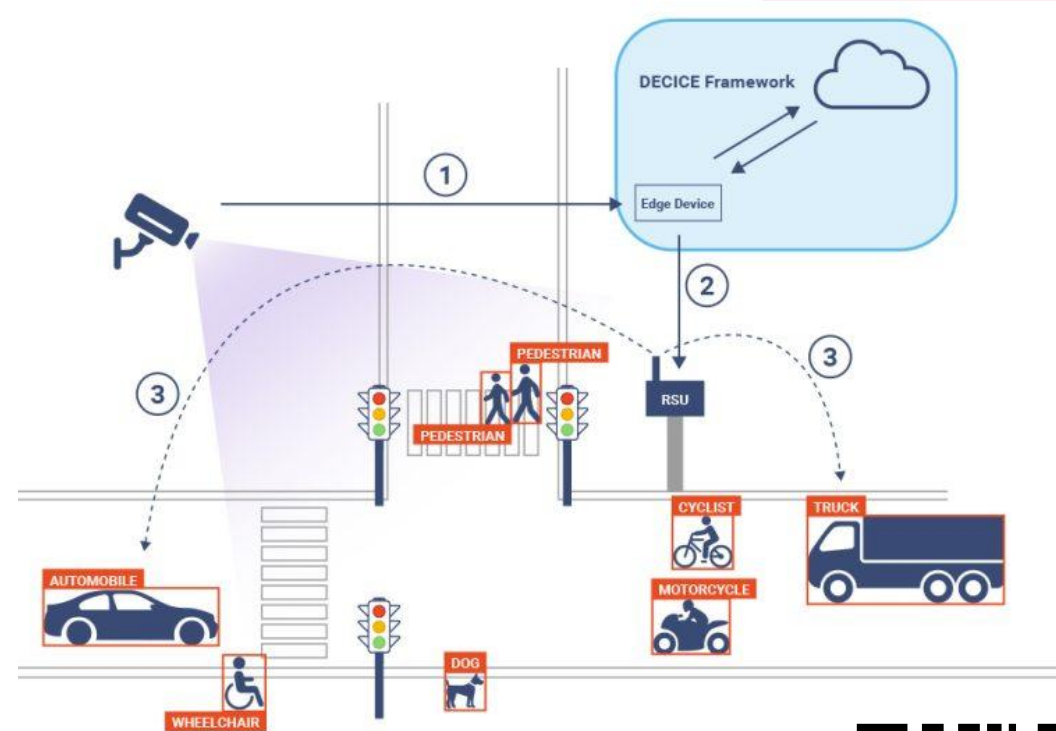 DECICE Framework
1
Edge Device
2
PEDESTRIAN
3
3
RSU
PEDESTRIAN
CYCLIST
TRUCK
AUTOMOBILE
MOTORCYCLE
DOG
WHEELCHAIR